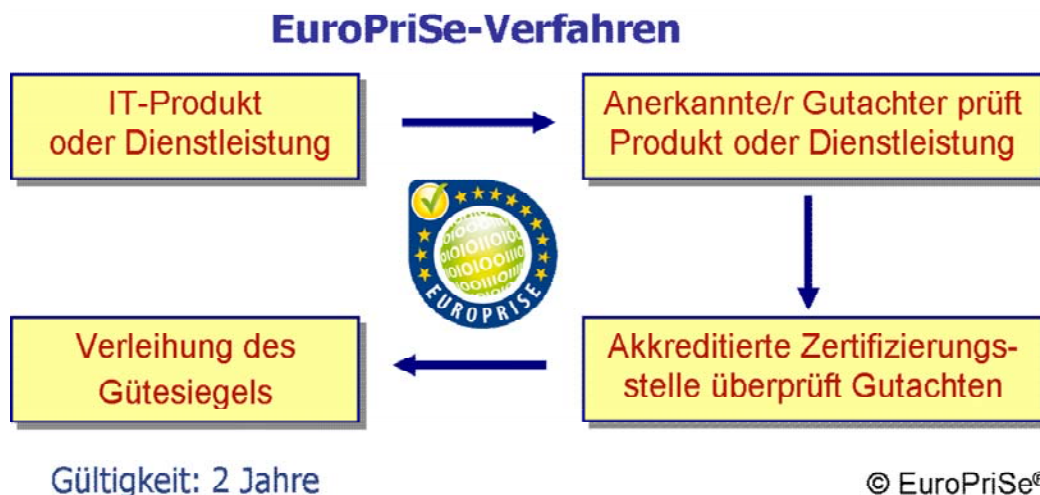 EuroPriSe-Verfahren
IT-Produkt
oder Dienstleistung
Anerkannte/r Gutachter prüft
Produkt oder Dienstleistung
EUROPRISE
Akkreditierte Zertifizierungs-
stelle überprüft Gutachten
Verleihung des
Gütesiegels
Gültigkeit: 2 Jahre
© EuroPriSe®